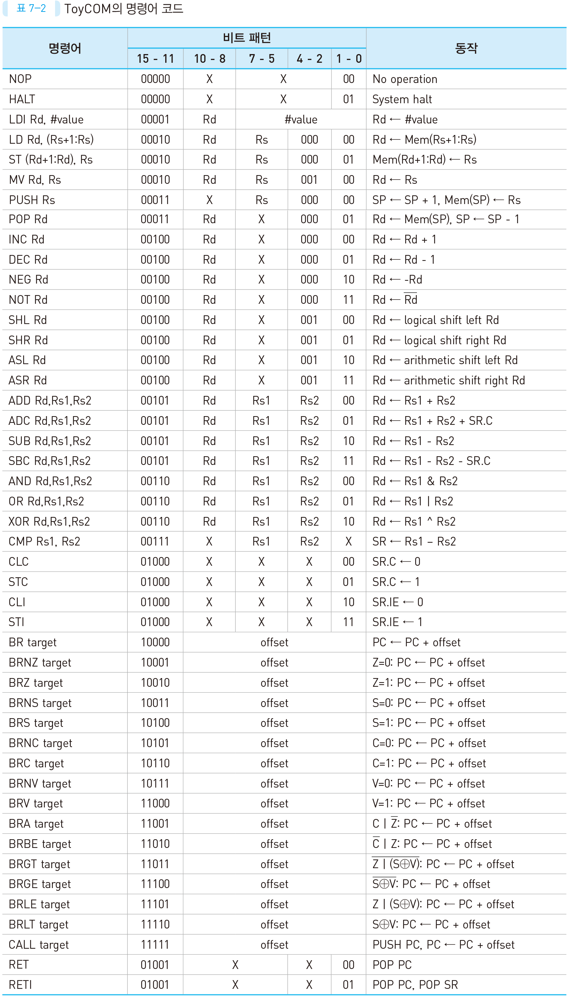 표 7-2 ToyCOM의 명령어 코드
명령어 비트 패턴 동작
15 - 11 10 - 8 7 - 5 4 - 2 1 - 0
NOP 00000 X X 00 No operation
HALT 00000 X X 01 System halt
LDI Rd, #value 00001 Rd #value Rd ← #value
LD Rd, (Rs+1:Rs) 00010 Rd Rs 000 00 Rd ← Mem(Rs+1:Rs)
ST (Rd+1:Rd), Rs 00010 Rd Rs 000 01 Mem(Rd+1:Rd) ← Rs
MV Rd, Rs 00010 Rd Rs 001 00 Rd ← Rs
PUSH Rs 00011 X Rs 000 00 SP ← SP + 1, Mem(SP) ← Rs
POP Rd 00011 Rd X 000 01 Rd ← Mem(SP), SP ← SP - 1
INC Rd 00100 Rd X 000 00 Rd ← Rd + 1
DEC Rd 00100 Rd X 000 01 Rd ← Rd - 1
NEG Rd 00100 Rd X 000 10 Rd ← -Rd
NOT Rd 00100 Rd X 000 11 Rd ← R̅d̅
SHL Rd 00100 Rd X 001 00 Rd ← logical shift left Rd
SHR Rd 00100 Rd X 001 01 Rd ← logical shift right Rd
ASL Rd 00100 Rd X 001 10 Rd ← arithmetic shift left Rd
ASR Rd 00100 Rd X 001 11 Rd ← arithmetic shift right Rd
ADD Rd,Rs1,Rs2 00101 Rd Rs1 Rs2 00 Rd ← Rs1 + Rs2
ADC Rd,Rs1,Rs2 00101 Rd Rs1 Rs2 01 Rd ← Rs1 + Rs2 + SR.C
SUB Rd,Rs1,Rs2 00101 Rd Rs1 Rs2 10 Rd ← Rs1 - Rs2
SBC Rd,Rs1,Rs2 00101 Rd Rs1 Rs2 11 Rd ← Rs1 - Rs2 - SR.C
AND Rd,Rs1,Rs2 00110 Rd Rs1 Rs2 00 Rd ← Rs1 & Rs2
OR Rd,Rs1,Rs2 00110 Rd Rs1 Rs2 01 Rd ← Rs1 | Rs2
XOR Rd,Rs1,Rs2 00110 Rd Rs1 Rs2 10 Rd ← Rs1 ^ Rs2
CMP Rs1, Rs2 00111 X Rs1 Rs2 X SR ← Rs1 – Rs2
CLC 01000 X X X 00 SR.C ← 0
STC 01000 X X X 01 SR.C ← 1
CLI 01000 X X X 10 SR.IE ← 0
STI 01000 X X X 11 SR.IE ← 1
BR target 10000 offset PC ← PC + offset
BRNZ target 10001 offset Z=0: PC ← PC + offset
BRZ target 10010 offset Z=1: PC ← PC + offset
BRNS target 10011 offset S=0: PC ← PC + offset
BRS target 10100 offset S=1: PC ← PC + offset
BRNC target 10101 offset C=0: PC ← PC + offset
BRC target 10110 offset C=1: PC ← PC + offset
BRNV target 10111 offset V=0: PC ← PC + offset
BRV target 11000 offset V=1: PC ← PC + offset
BRA target 11001 offset C | Z̅: PC ← PC + offset
BRBE target 11010 offset C̅ | Z: PC ← PC + offset
BRGT target 11011 offset Z̅ ̅|̅ ̅(̅S̅⊕̅V̅)̅: PC ← PC + offset
BRGE target 11100 offset S̅⊕̅V̅: PC ← PC + offset
BRLE target 11101 offset Z | (S⊕V): PC ← PC + offset
BRLT target 11110 offset S⊕V: PC ← PC + offset
CALL target 11111 offset PUSH PC, PC ← PC + offset
RET 01001 X X 00 POP PC
RETI 01001 X X 01 POP PC, POP SR